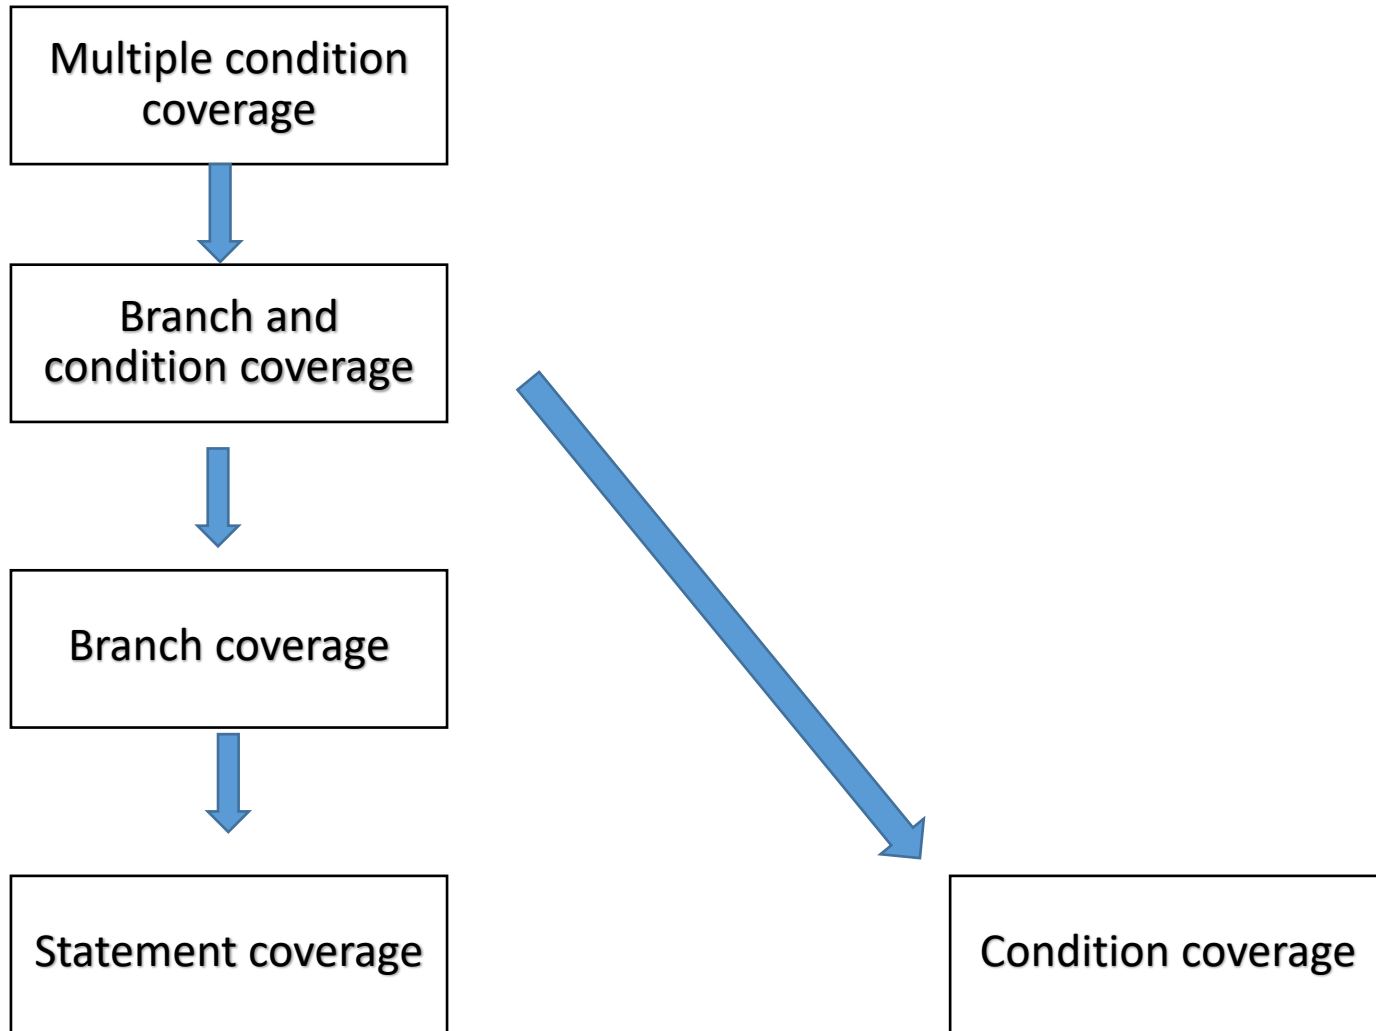 Multiple condition
coverage
Branch and
condition coverage
Branch coverage
Statement coverage
Condition coverage